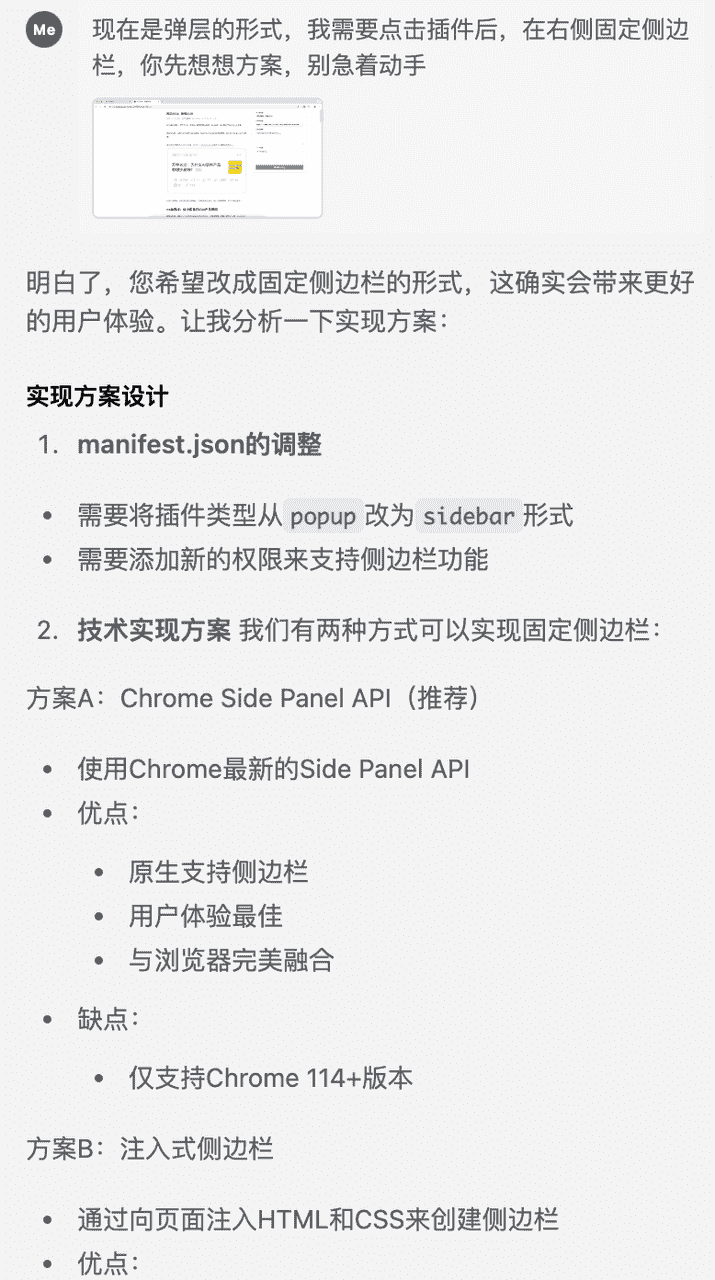 Me
现在是弹层的形式，我需要点击插件后，在右侧固定侧边
栏，你先想想方案，别急着动手
明白了，您希望改成固定侧边栏的形式，这确实会带来更好
的用户体验。让我分析一下实现方案：
实现方案设计
1. manifest.json的调整
• 需要将插件类型从 popup 改为 sidebar 形式
• 需要添加新的权限来支持侧边栏功能
2. 技术实现方案 我们有两种方式可以实现固定侧边栏：
方案A：Chrome Side Panel API（推荐）
• 使用Chrome最新的Side Panel API
• 优点：
• 原生支持侧边栏
• 用户体验最佳
• 与浏览器完美融合
• 缺点：
• 仅支持Chrome 114+版本
方案B：注入式侧边栏
• 通过向页面注入HTML和CSS来创建侧边栏
• 优点：